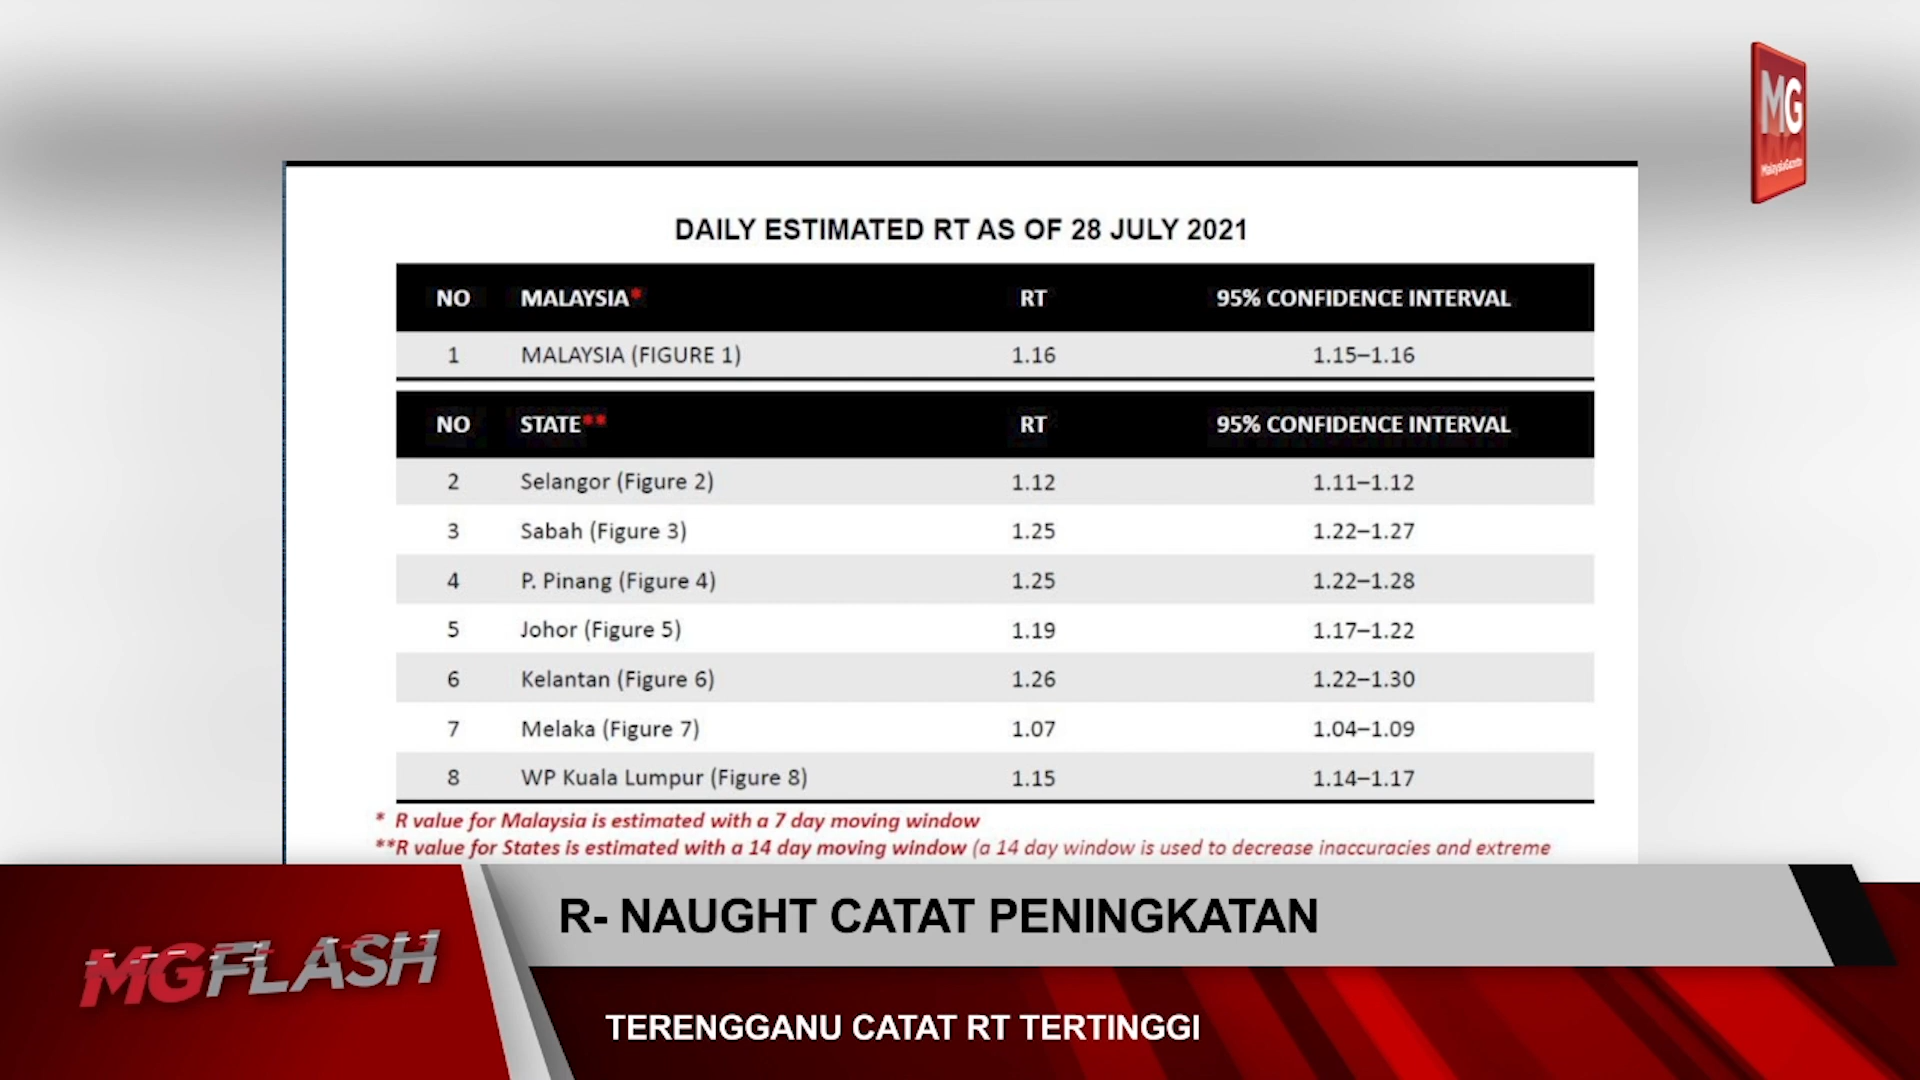 MG
MalaysiaGazette
DAILY ESTIMATED RT AS OF 28 JULY 2021
NO MALAYSIA* RT 95% CONFIDENCE INTERVAL
1 MALAYSIA (FIGURE 1) 1.16 1.15–1.16
NO STATE** RT 95% CONFIDENCE INTERVAL
2 Selangor (Figure 2) 1.12 1.11–1.12
3 Sabah (Figure 3) 1.25 1.22–1.27
4 P. Pinang (Figure 4) 1.25 1.22–1.28
5 Johor (Figure 5) 1.19 1.17–1.22
6 Kelantan (Figure 6) 1.26 1.22–1.30
7 Melaka (Figure 7) 1.07 1.04–1.09
8 WP Kuala Lumpur (Figure 8) 1.15 1.14–1.17
* R value for Malaysia is estimated with a 7 day moving window
**R value for States is estimated with a 14 day moving window (a 14 day window is used to decrease inaccuracies and extreme
R- NAUGHT CATAT PENINGKATAN
MGFLASH
TERENGGANU CATAT RT TERTINGGI